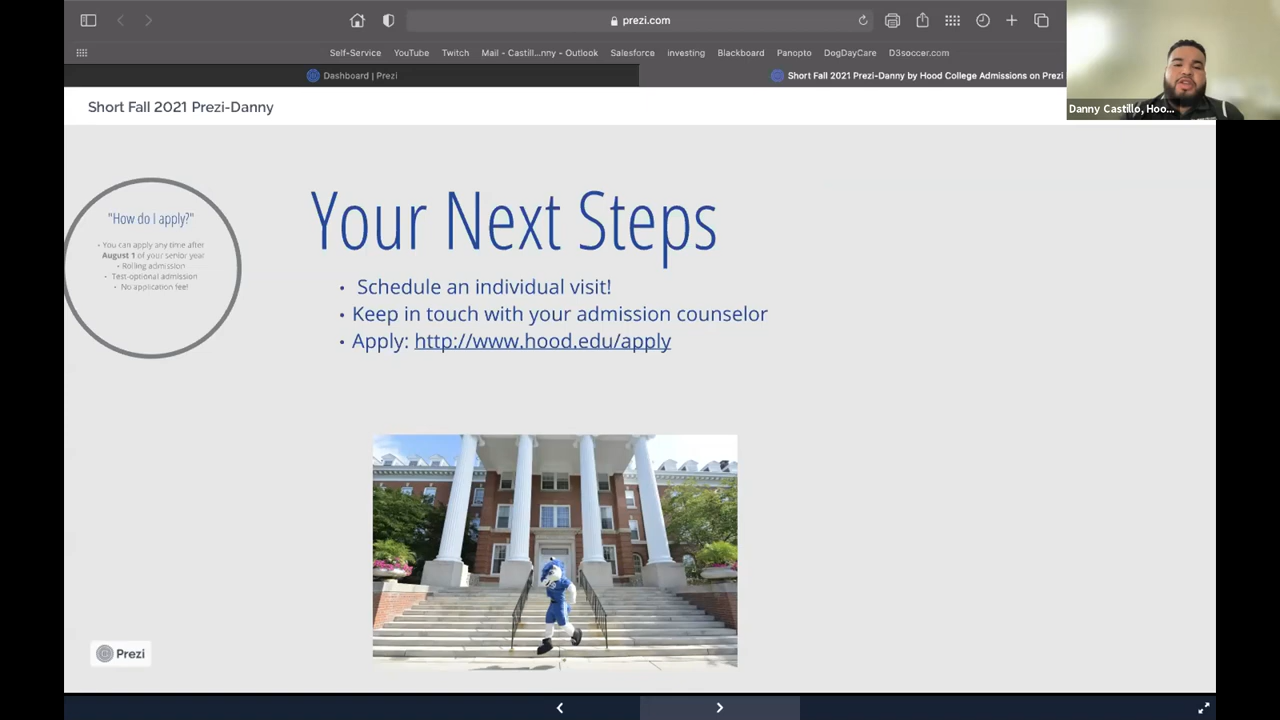 prezi.com
Self-Service YouTube Twitch Mail - Castill...nny - Outlook Salesforce investing Blackboard Panopto DogDayCare D3soccer.com
Dashboard | Prezi
Short Fall 2021 Prezi-Danny by Hood College Admissions on Prezi
Danny Castillo, Hoo...
Short Fall 2021 Prezi-Danny
"How do I apply?"
• You can apply any time after
August 1 of your senior year
• Rolling admission
• Test-optional admission
• No application fee!
Your Next Steps
• Schedule an individual visit!
• Keep in touch with your admission counselor
• Apply: http://www.hood.edu/apply
Prezi